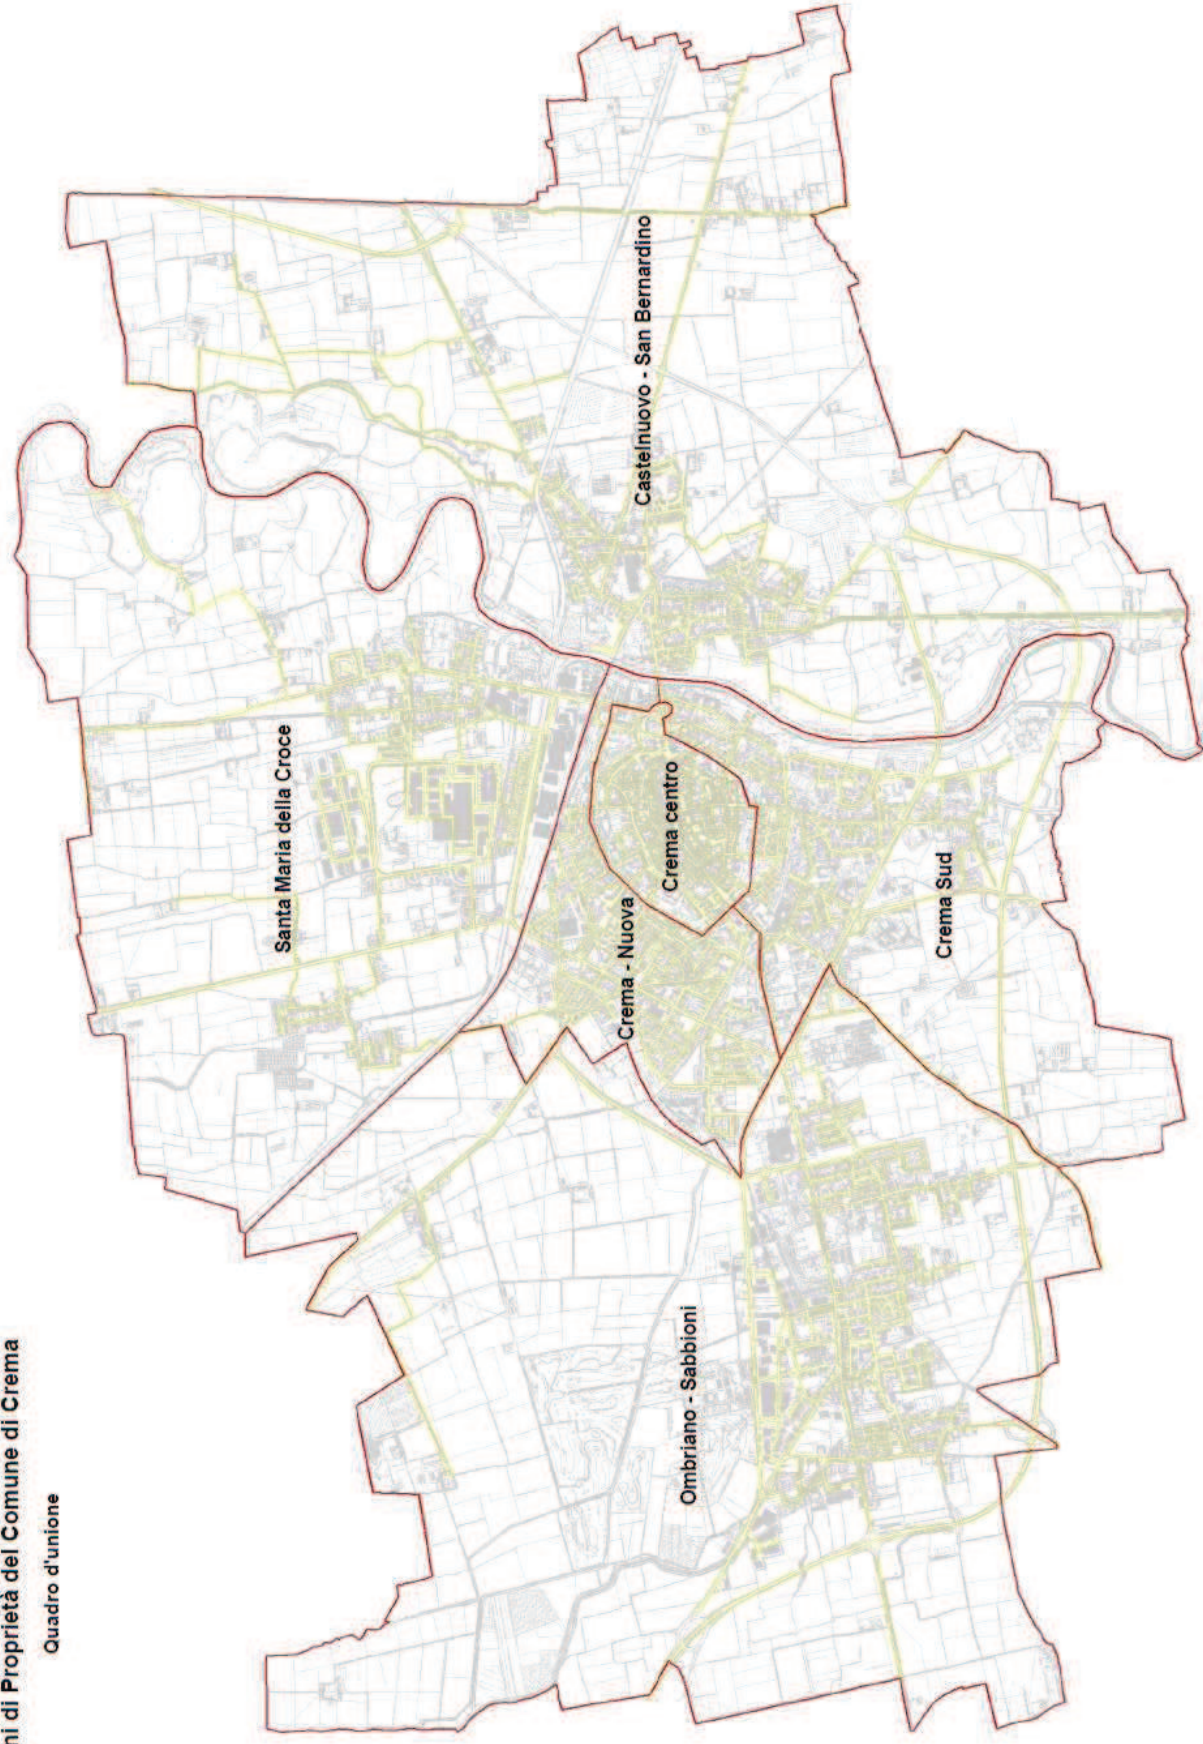 di Proprietà del Comune di Crema
Quadro d'unione
Santa Maria della Croce
Castelnuovo - San Bernardino
Crema centro
Crema - Nuova
Crema Sud
Ombriano - Sabbioni